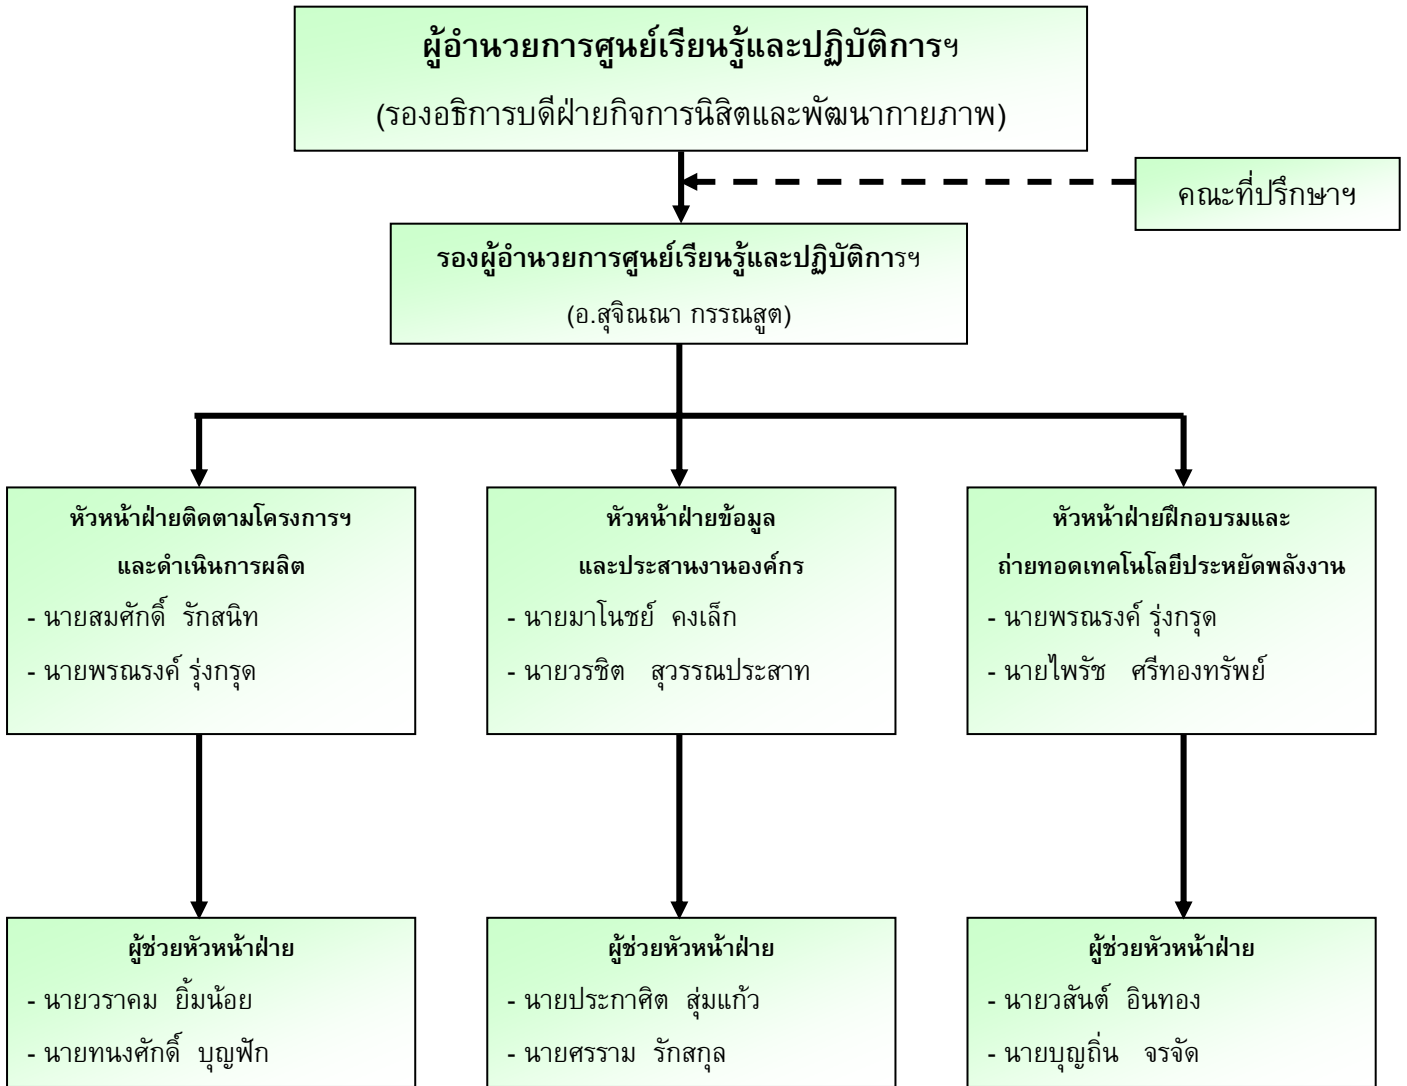 ผู้อำนวยการศูนย์เรียนรู้และปฏิบัติการฯ
(รองอธิการบดีฝ่ายกิจการนิสิตและพัฒนากายภาพ)
คณะที่ปรึกษาฯ
รองผู้อำนวยการศูนย์เรียนรู้และปฏิบัติการฯ
(อ.สุจิณณา กรรณสูต)
หัวหน้าฝ่ายติดตามโครงการฯ
และดำเนินการผลิต
- นายสมศักดิ์ รักสนิท
- นายพรณรงค์ รุ่งกรุด
หัวหน้าฝ่ายข้อมูล
และประสานงานองค์กร
- นายมาโนชย์ คงเล็ก
- นายวรชิต สุวรรณประสาท
หัวหน้าฝ่ายฝึกอบรมและ
ถ่ายทอดเทคโนโลยีประหยัดพลังงาน
- นายพรณรงค์ รุ่งกรุด
- นายไพรัช ศรีทองทรัพย์
ผู้ช่วยหัวหน้าฝ่าย
- นายวราคม ยิ้มน้อย
- นายทนงศักดิ์ บุญฟัก
ผู้ช่วยหัวหน้าฝ่าย
- นายประกาศิต สุ่มแก้ว
- นายศรราม รักสกุล
ผู้ช่วยหัวหน้าฝ่าย
- นายวสันต์ อินทอง
- นายบุญถิ่น จรจัด